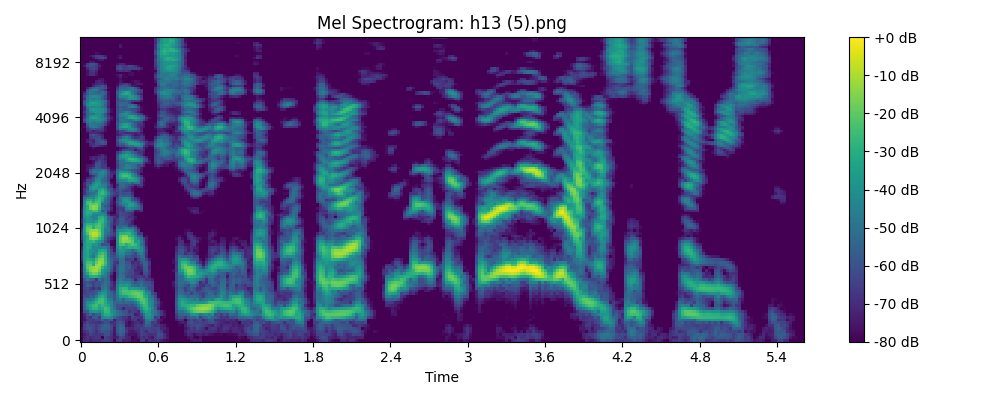 Mel Spectrogram: h13 (5).png
Hz
8192
4096
2048
1024
512
0
0 0.6 1.2 1.8 2.4 3 3.6 4.2 4.8 5.4
Time
+0 dB
-10 dB
-20 dB
-30 dB
-40 dB
-50 dB
-60 dB
-70 dB
-80 dB